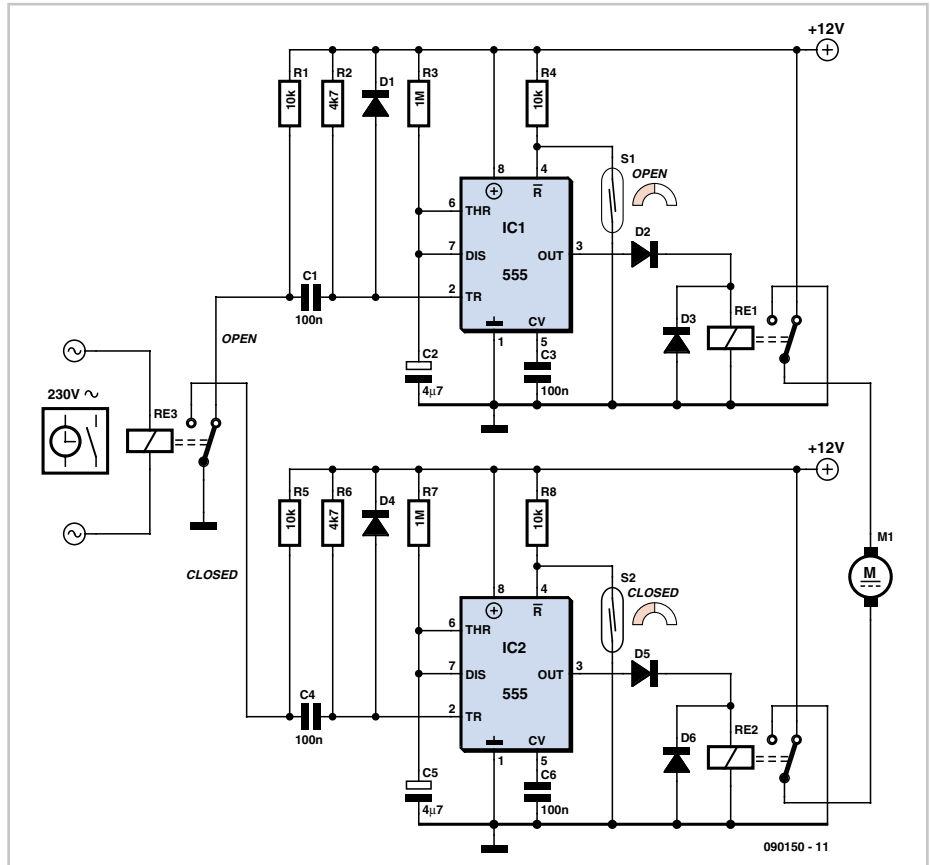 +12V
R1
R2
D1
R3
R4
10k
4k7
1M
10k
8
4
R
S1
OPEN
6
THR
IC1
D2
7
DIS
OUT
3
555
C1
2
TR
RE1
100n
D3
CV
OPEN
1
5
C2
C3
4µ7
100n
230V ~
RE3
+12V
R5
R6
D4
R7
R8
10k
4k7
1M
10k
M1
M
CLOSED
8
4
R
S2
CLOSED
6
THR
IC2
D5
7
DIS
OUT
3
555
C4
2
TR
RE2
100n
D6
CV
1
5
C5
C6
4µ7
100n
090150 - 11